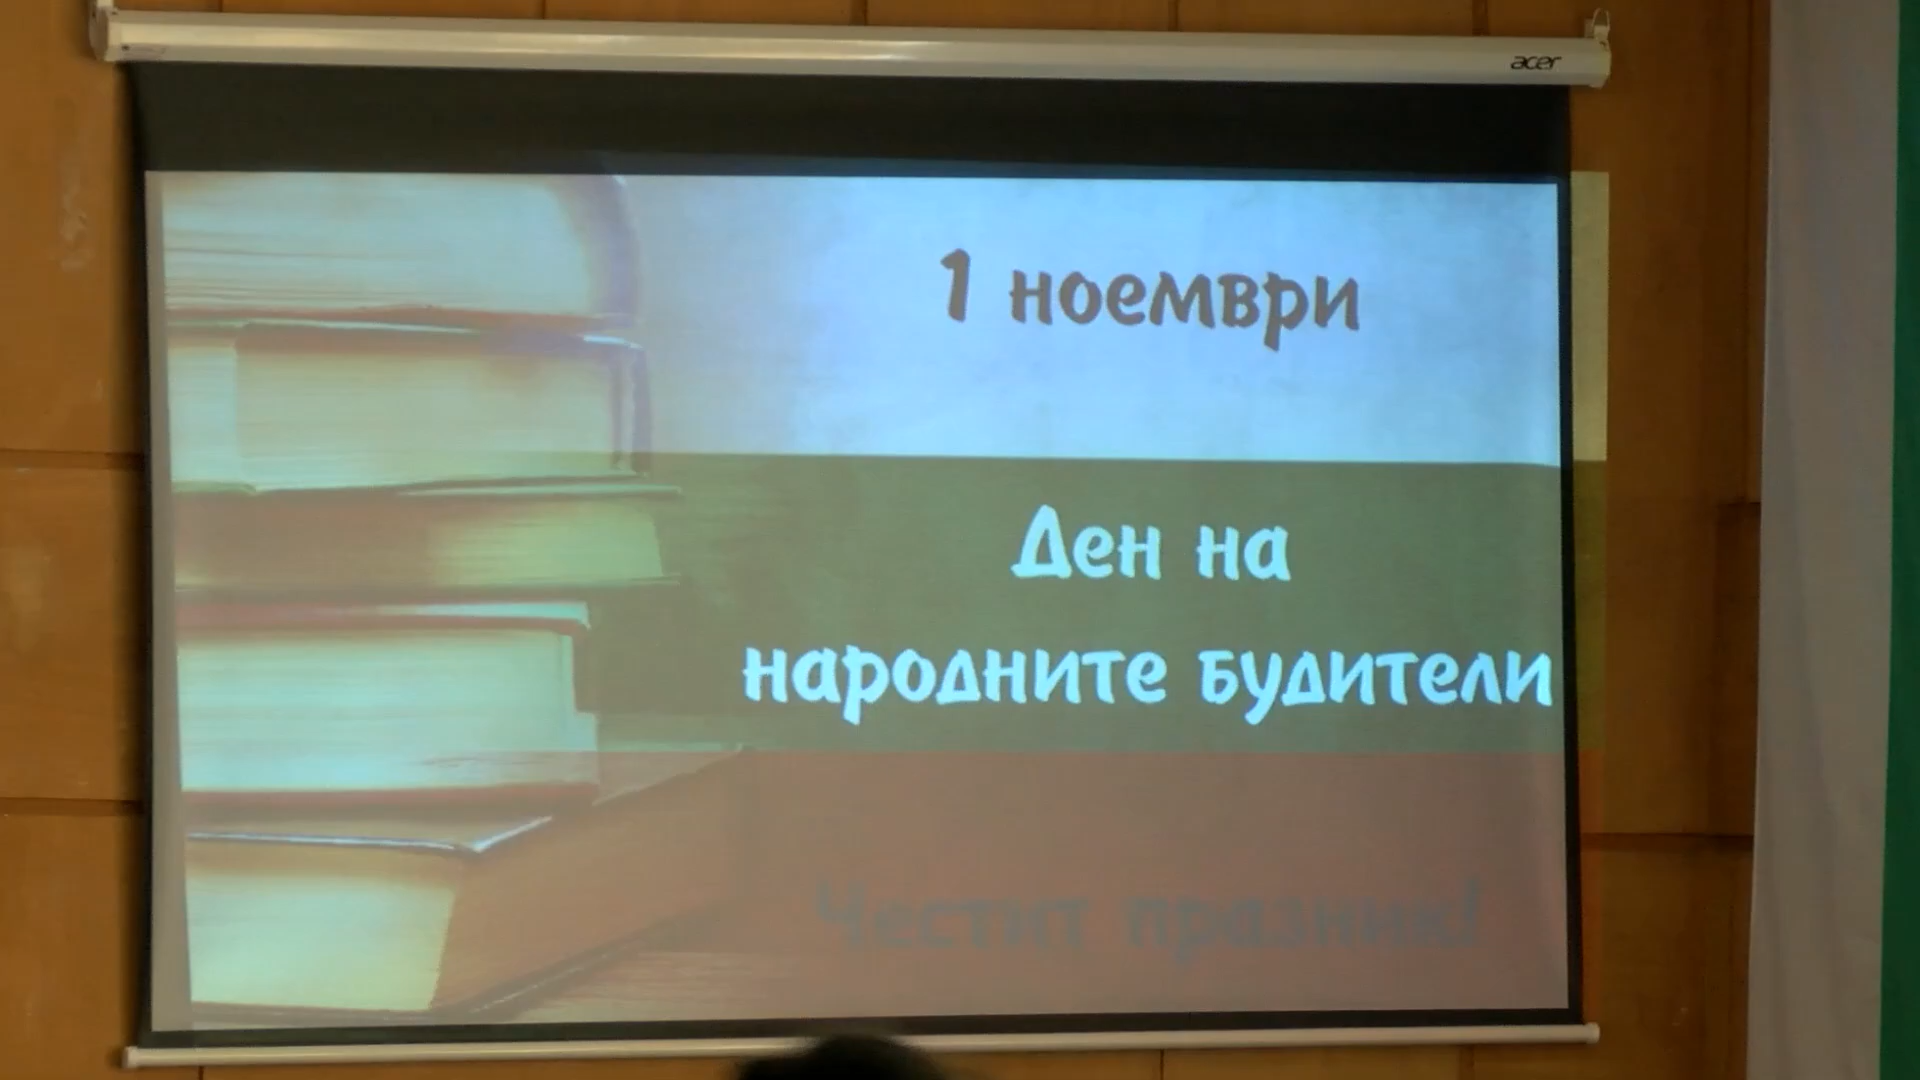 acer
1 ноември
Ден на
народните будители
Честит празник!